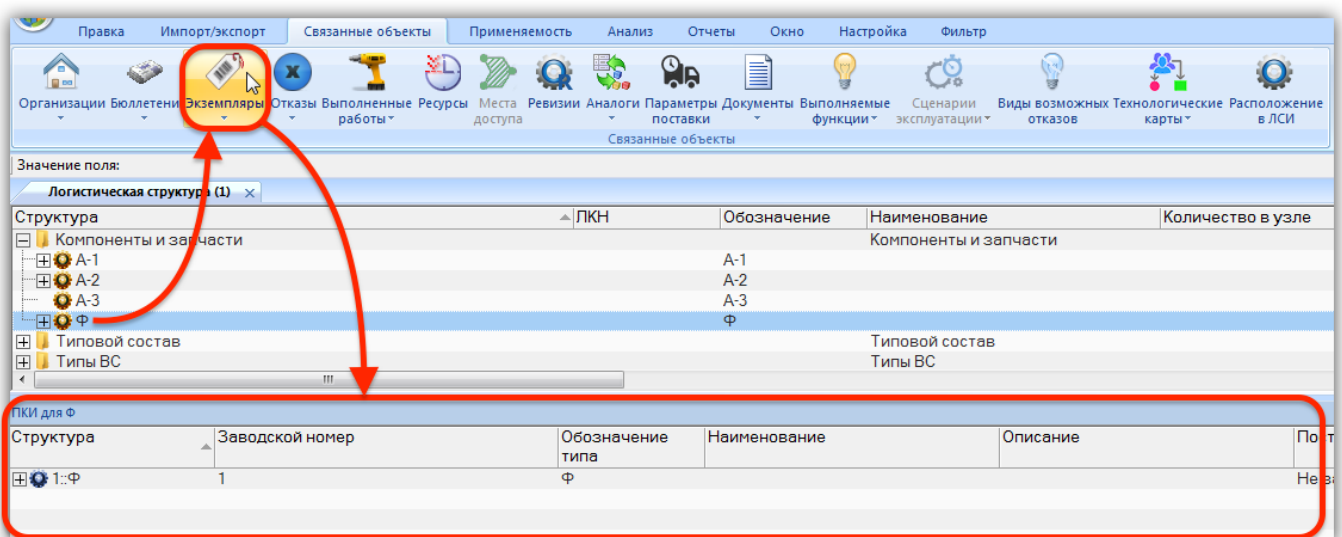 Правка Импорт/экспорт Связанные объекты Применяемость Анализ Отчеты Окно Настройка Фильтр
Организации Бюллетени Экземпляры Отказы Выполненные работы Ресурсы Места доступа Ревизии Аналоги Параметры поставки Документы Выполняемые функции Сценарии эксплуатации Виды возможных отказов Технологические карты Расположение в ЛСИ
Связанные объекты
Значение поля:
Логистическая структура (1)
Структура ЛКН Обозначение Наименование Количество в узле
Компоненты и запчасти Компоненты и запчасти
А-1 А-1
А-2 А-2
А-3 А-3
Ф Ф
Типовой состав Типовой состав
Типы ВС Типы ВС
ПКИ для Ф
Структура Заводской номер Обозначение типа Наименование Описание
1::Ф 1 Ф